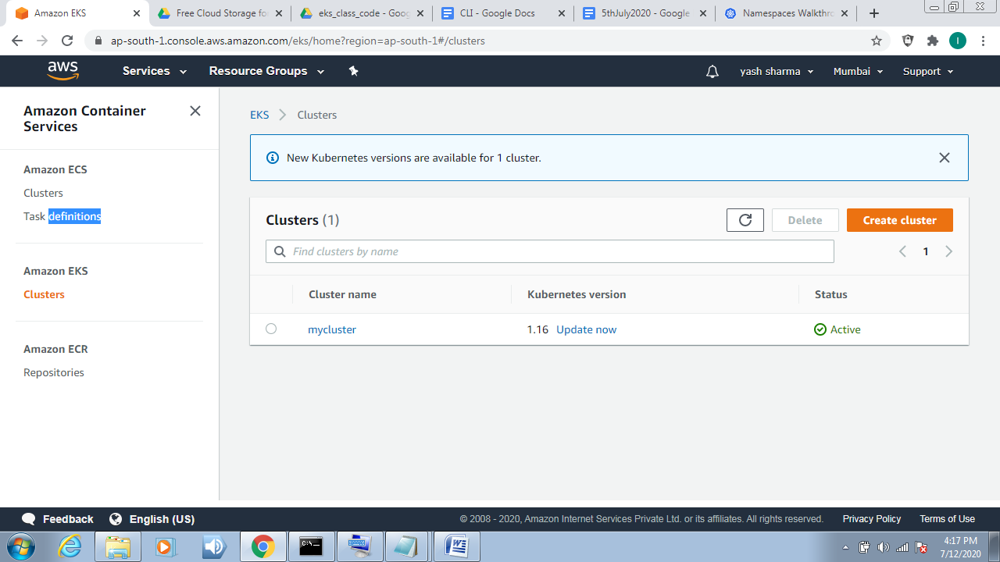 Amazon EKS
Free Cloud Storage fo
eks_class_code - Goog
CLI - Google Docs
5thJuly2020 - Google
Namespaces Walkthro
ap-south-1.console.aws.amazon.com/eks/home?region=ap-south-1#/clusters
I
aws
Services
Resource Groups
yash sharma
Mumbai
Support
Amazon Container
Services
Amazon ECS
Clusters
Task definitions
Amazon EKS
Clusters
Amazon ECR
Repositories
EKS
Clusters
New Kubernetes versions are available for 1 cluster.
Clusters (1)
Delete
Create cluster
Find clusters by name
1
Cluster name
Kubernetes version
Status
mycluster
1.16 Update now
Active
Feedback
English (US)
© 2008 - 2020, Amazon Internet Services Private Ltd. or its affiliates. All rights reserved.
Privacy Policy
Terms of Use
4:17 PM
7/12/2020